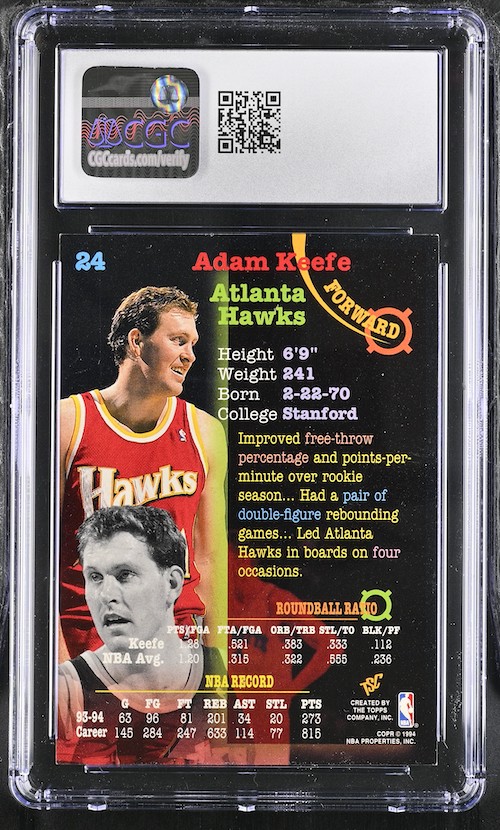 CGC
CGCcards.com/verify
24
Adam Keefe
Atlanta
Hawks
FORWARD
Height 6'9"
Weight 241
Born 2-22-70
College Stanford
Improved free-throw
percentage and points-per-
minute over rookie
season... Had a pair of
double-figure rebounding
games... Led Atlanta
Hawks in boards on four
occasions.
Hawks
ROUNDBALL RATIO
PTS/FGA FTA/FGA ORB/TRB STL/TO BLK/PF
Keefe 1.28 .521 .383 .333 .112
NBA Avg. 1.20 .315 .322 .555 .236
NBA RECORD
G FG FT REB AST STL PTS
93-94 63 96 81 201 34 20 273
Career 145 284 247 633 114 77 815
TSC
CREATED BY
THE TOPPS
COMPANY, INC.
NBA
COPR © 1994
NBA PROPERTIES, INC.